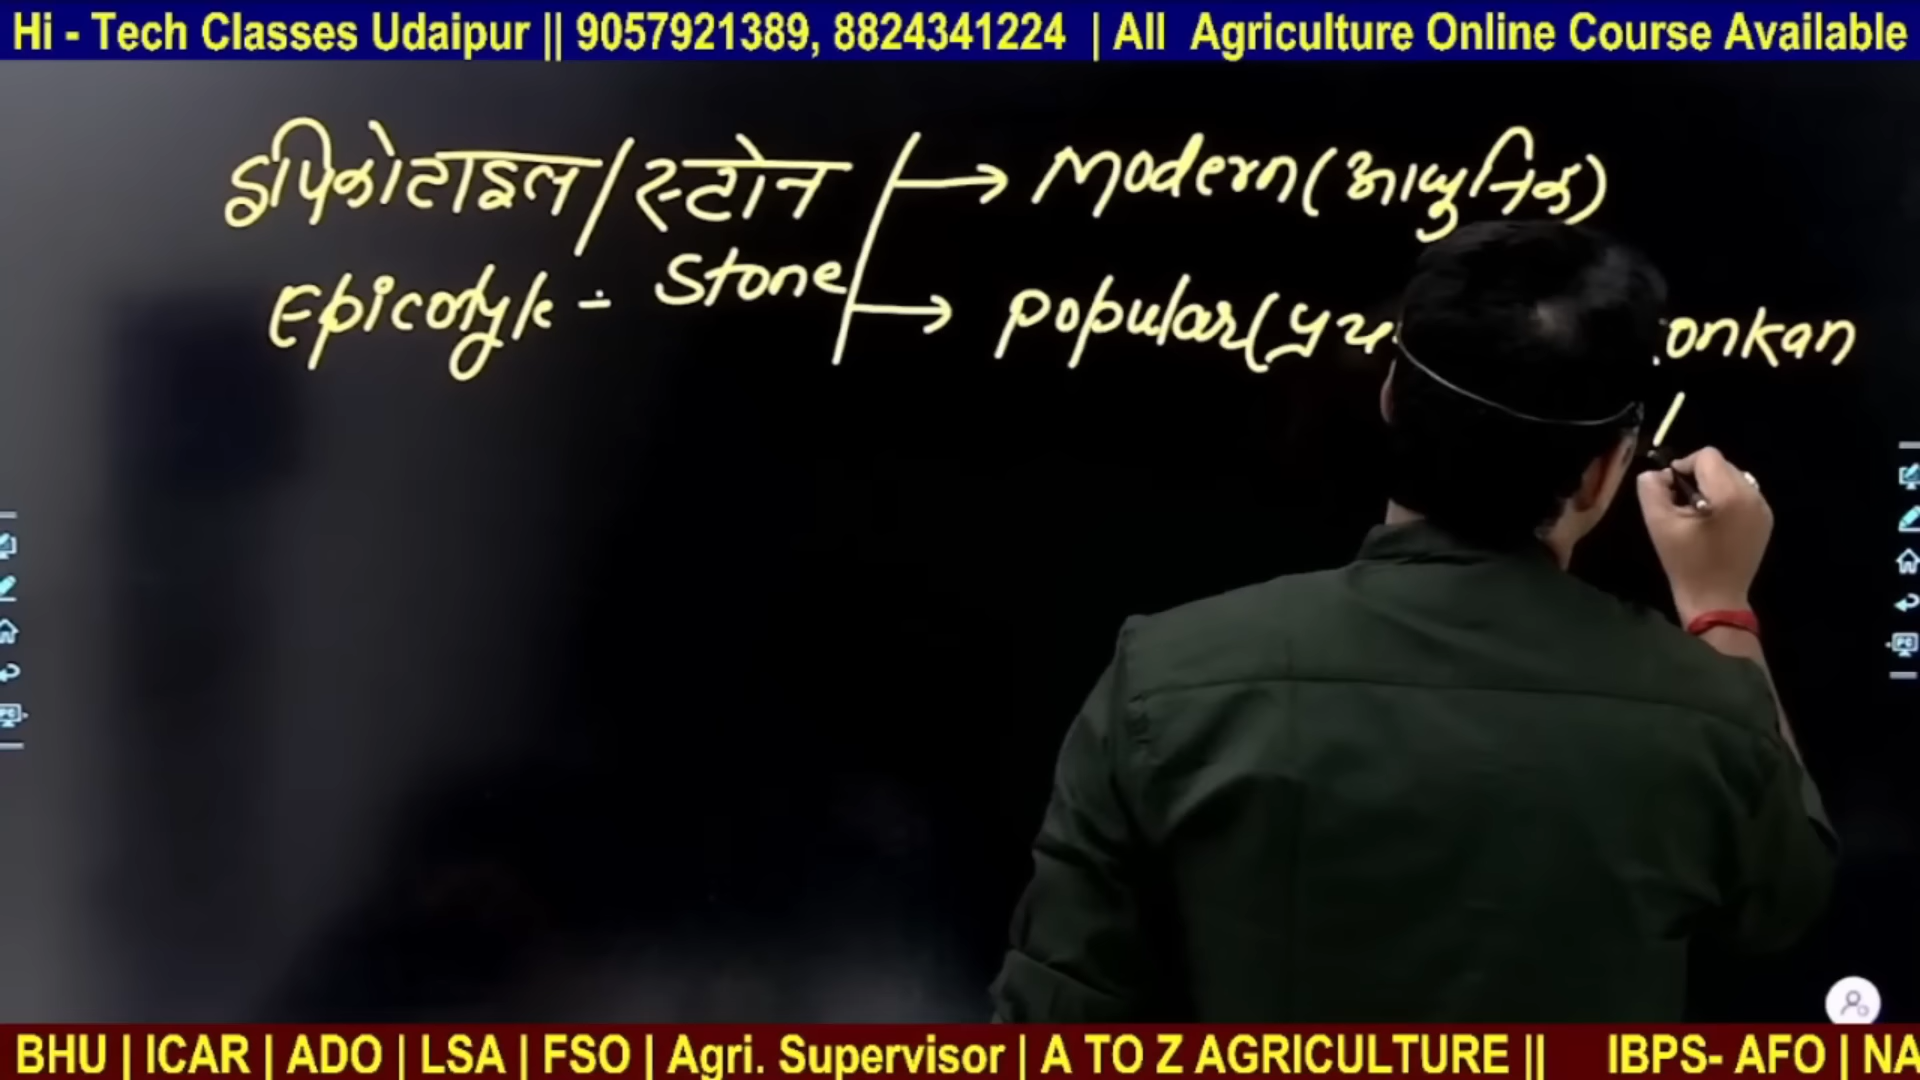 Hi - Tech Classes Udaipur || 9057921389, 8824341224 | All Agriculture Online Course Available
इपिकोटाइल/स्टोन → Modern(आधुनिक)
Epicotyle - Stone → popular( onkan
BHU | ICAR | ADO | LSA | FSO | Agri. Supervisor | A TO Z AGRICULTURE || IBPS- AFO | NA